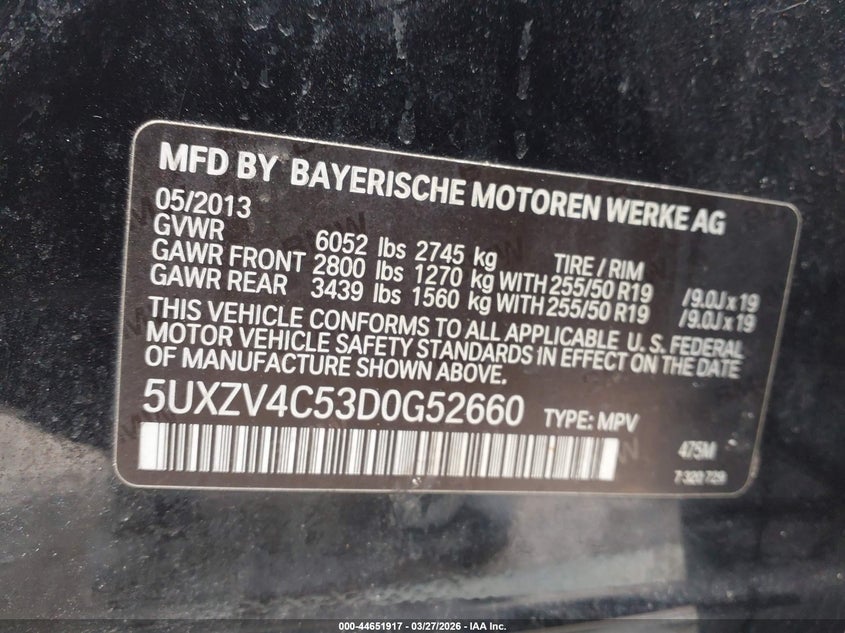 MFD BY BAYERISCHE MOTOREN WERKE AG
05/2013
GVWR 6052 lbs 2745 kg TIRE / RIM
GAWR FRONT 2800 lbs 1270 kg WITH 255/50 R19 /9.0J x 19
GAWR REAR 3439 lbs 1560 kg WITH 255/50 R19 /9.0J x 19
THIS VEHICLE CONFORMS TO ALL APPLICABLE U.S. FEDERAL
MOTOR VEHICLE SAFETY STANDARDS IN EFFECT ON THE DATE
OF MANUFACTURE SHOWN ABOVE.
5UXZV4C53D0G52660 TYPE: MPV
475M
7 320 729
000-44651917 - 03/27/2026 - IAA Inc.